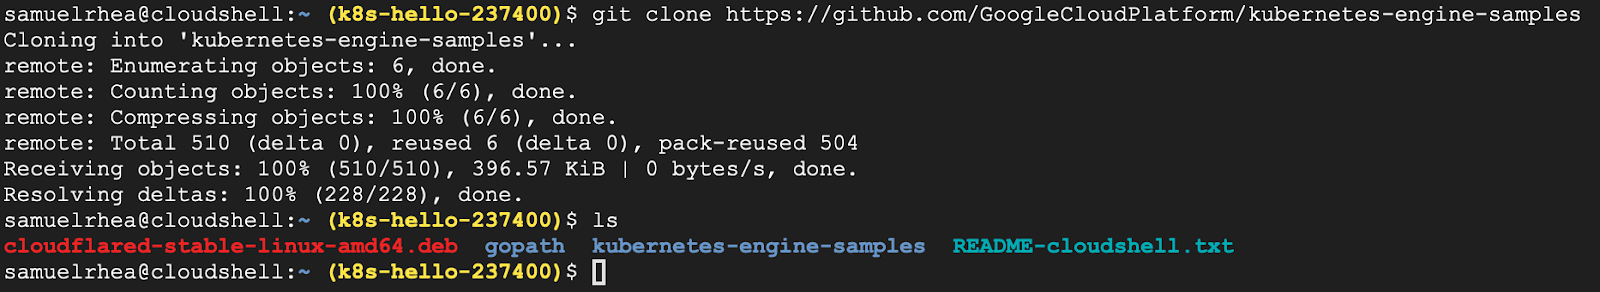 samuelrhea@cloudshell:~ (k8s-hello-237400)$ git clone https://github.com/GoogleCloudPlatform/kubernetes-engine-samples
Cloning into 'kubernetes-engine-samples'...
remote: Enumerating objects: 6, done.
remote: Counting objects: 100% (6/6), done.
remote: Compressing objects: 100% (6/6), done.
remote: Total 510 (delta 0), reused 6 (delta 0), pack-reused 504
Receiving objects: 100% (510/510), 396.57 KiB | 0 bytes/s, done.
Resolving deltas: 100% (228/228), done.
samuelrhea@cloudshell:~ (k8s-hello-237400)$ ls
cloudflared-stable-linux-amd64.deb  gopath  kubernetes-engine-samples  README-cloudshell.txt
samuelrhea@cloudshell:~ (k8s-hello-237400)$